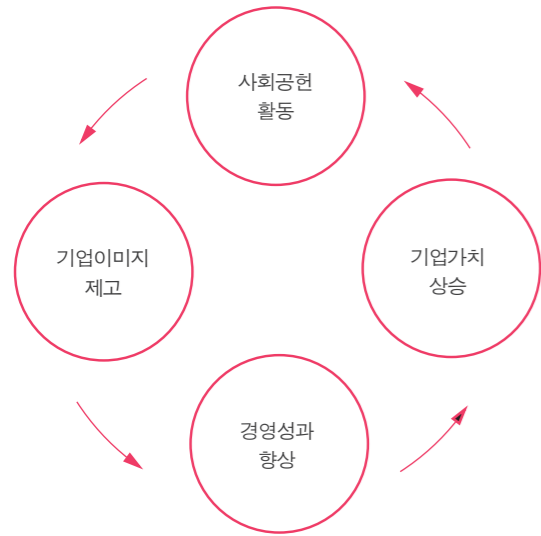 사회공헌
활동
기업이미지
제고
기업가치
상승
경영성과
향상